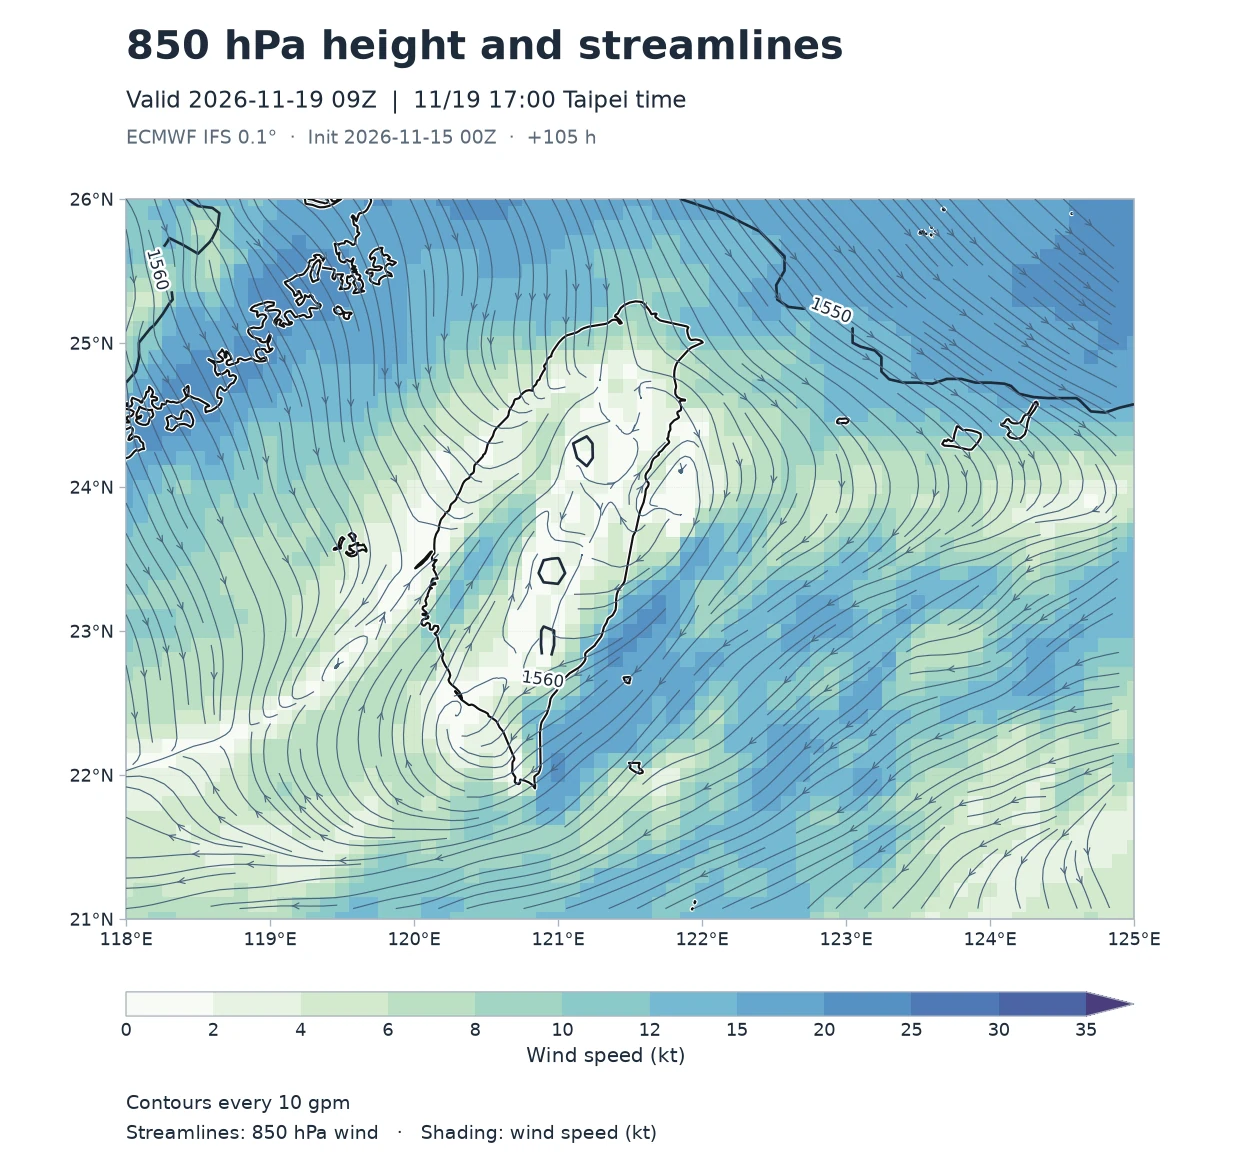 850 hPa height and streamlines
Valid 2026-11-19 09Z | 11/19 17:00 Taipei time
ECMWF IFS 0.1° · Init 2026-11-15 00Z · +105 h
26°N
25°N
24°N
23°N
22°N
21°N
1560
1550
1560
118°E 119°E 120°E 121°E 122°E 123°E 124°E 125°E
0 2 4 6 8 10 12 15 20 25 30 35
Wind speed (kt)
Contours every 10 gpm
Streamlines: 850 hPa wind · Shading: wind speed (kt)